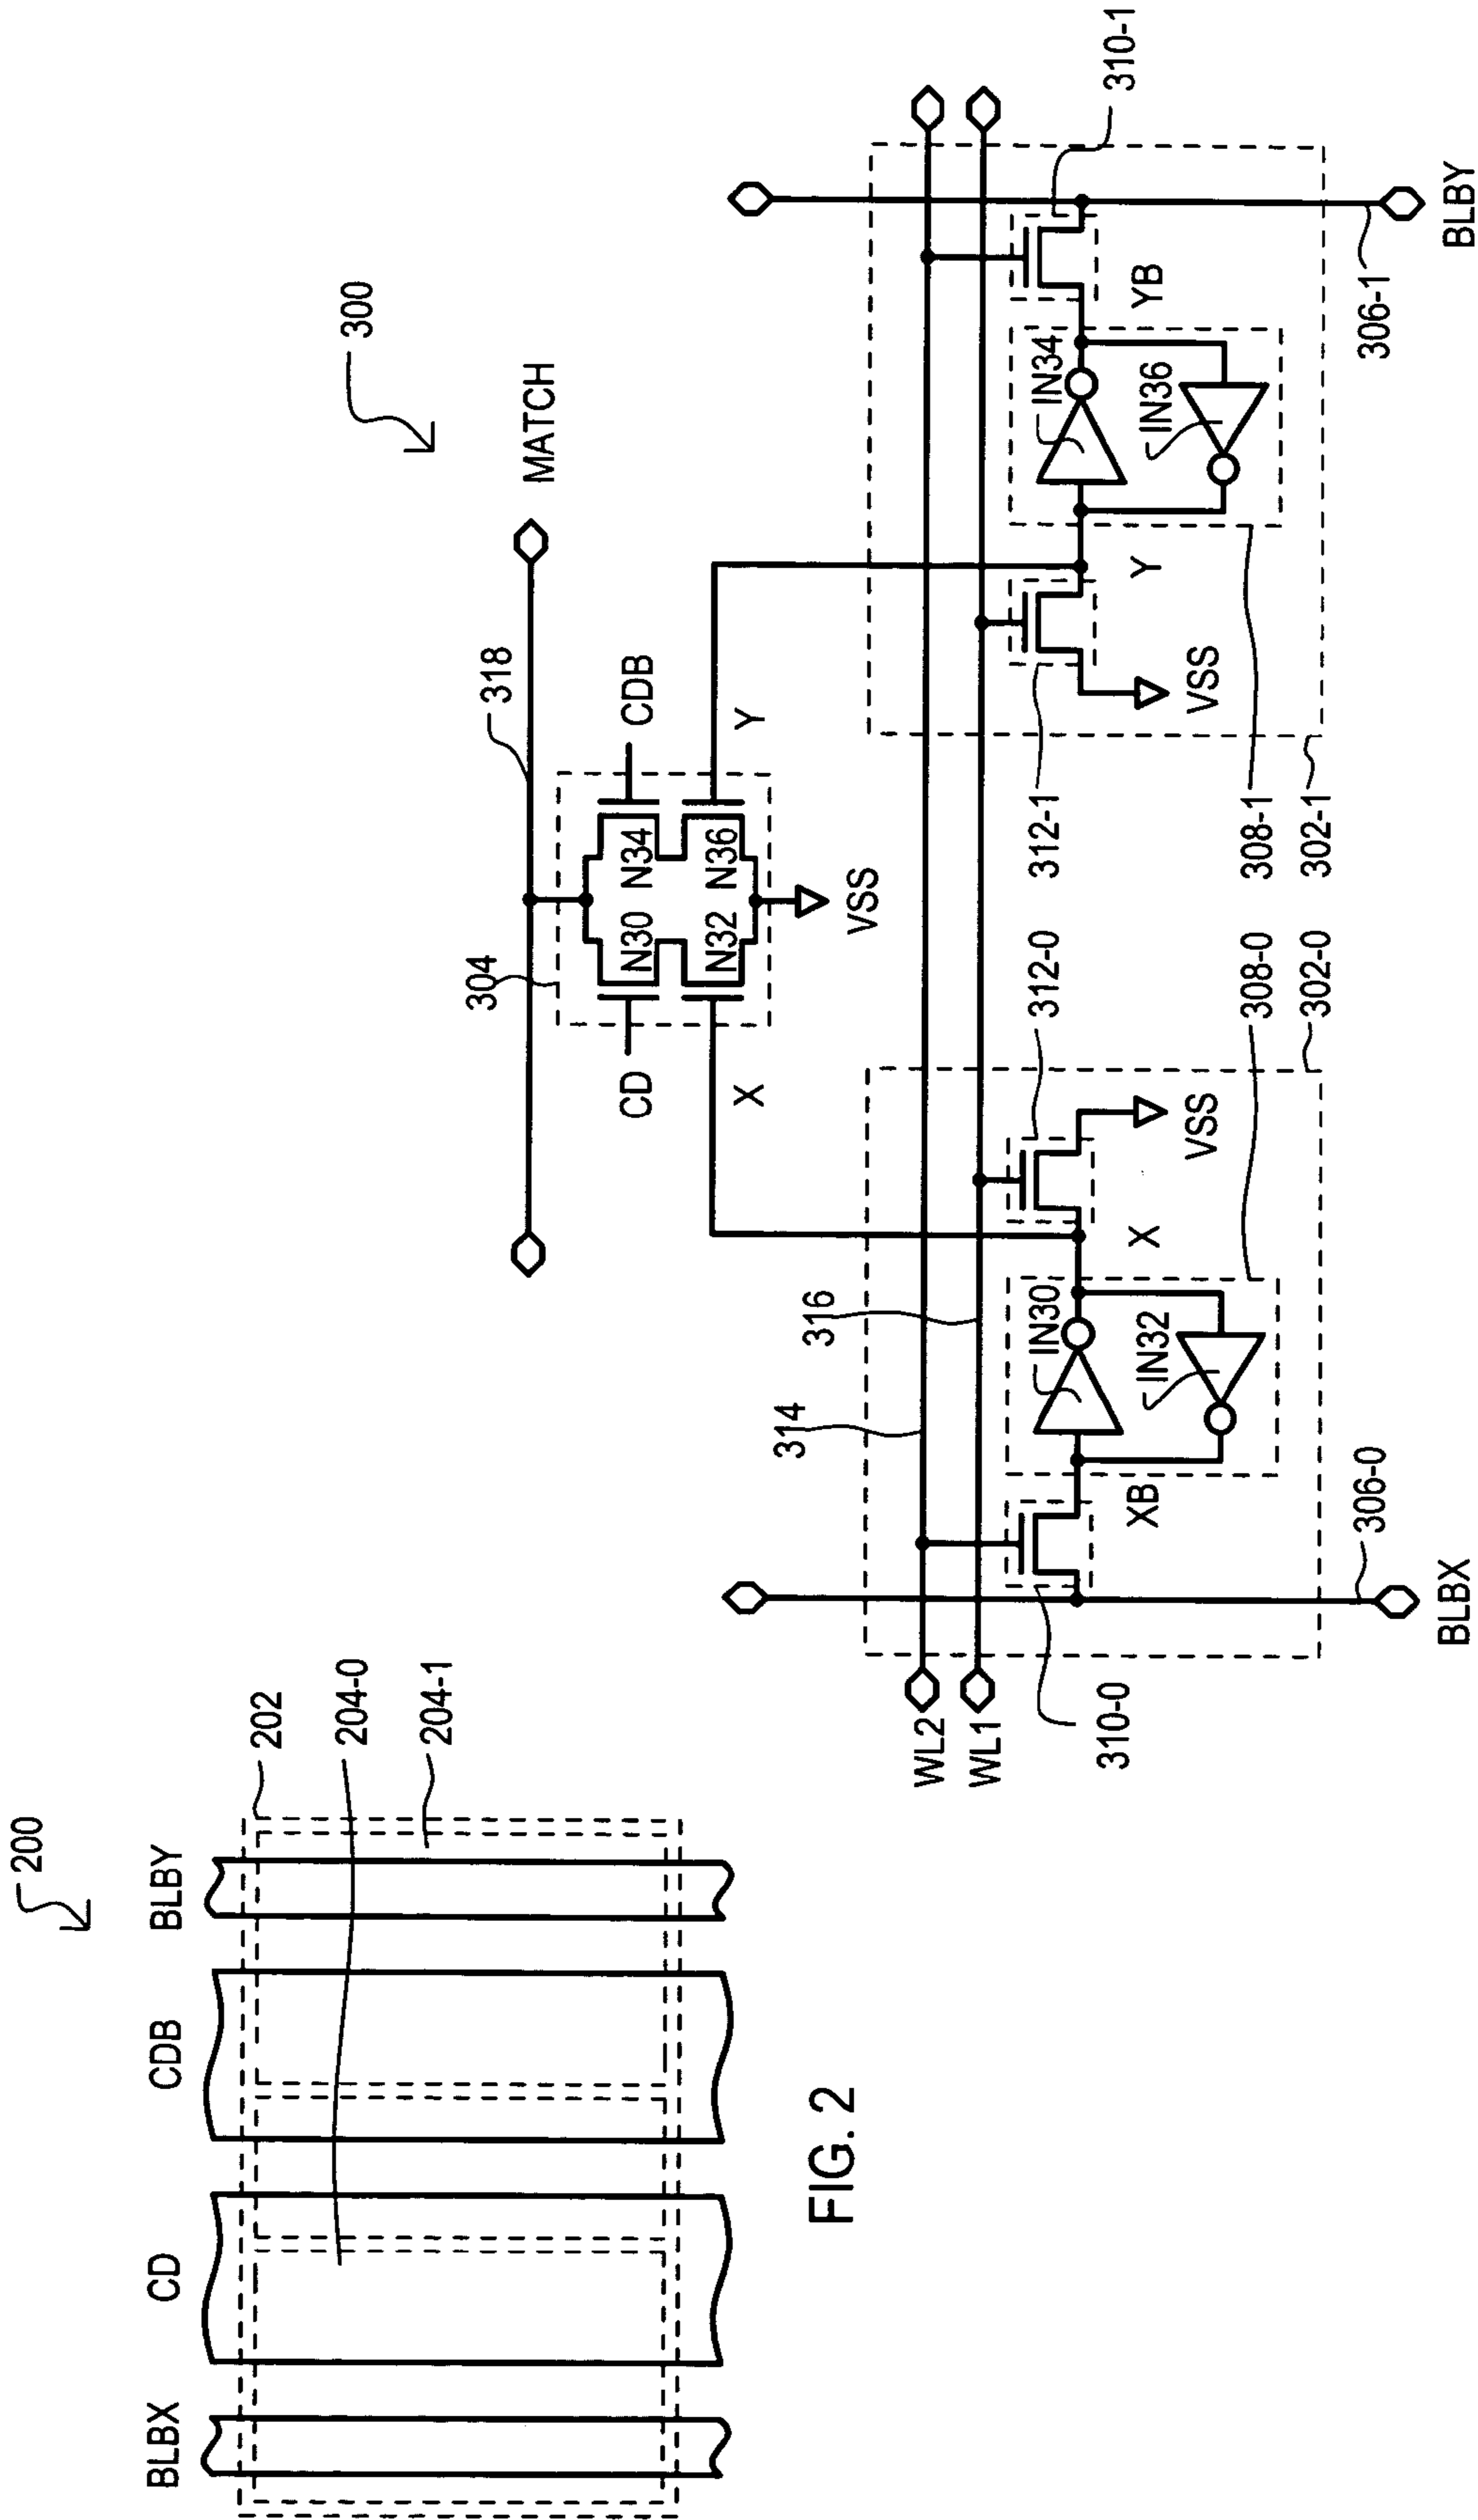 200
BLBX
CD
CDB
BLBY
202
204-0
204-1
FIG. 2
300
MATCH
318
304
CD
CDB
N30
N34
N32
N36
X
Y
VSS
314
316
WL2
WL1
310-0
XB
IN30
IN32
X
VSS
312-0
308-0
302-0
306-0
BLBX
312-1
308-1
302-1
VSS
Y
IN34
IN36
YB
310-1
306-1
BLBY